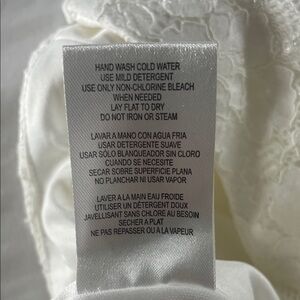 HAND WASH COLD WATER
USE MILD DETERGENT
USE ONLY NON-CHLORINE BLEACH
WHEN NEEDED
LAY FLAT TO DRY
DO NOT IRON OR STEAM
LAVAR A MANO CON AGUA FRIA
USAR DETERGENTE SUAVE
USAR SÓLO BLANQUEADOR SIN CLORO
CUANDO SE NECESITE
SECAR SOBRE SUPERFICIE PLANA
NO PLANCHAR NI USAR VAPOR
LAVER A LA MAIN EAU FROIDE
UTILISER UN DÉTERGENT DOUX
JAVELLISANT SANS CHLORE AU BESOIN
SECHER A PLAT
NE PAS REPASSER OU A LA VAPEUR